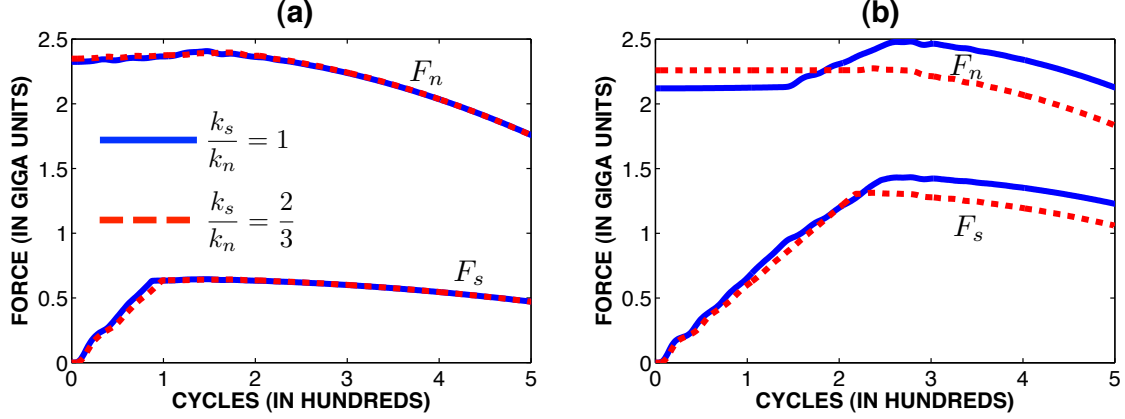 (a)
FORCE (IN GIGA UNITS)
2.5
2
1.5
1
0.5
0
F_n
k_s/k_n = 1
k_s/k_n = 2/3
F_s
0 1 2 3 4 5
CYCLES (IN HUNDREDS)
(b)
FORCE (IN GIGA UNITS)
2.5
2
1.5
1
0.5
0
F_n
F_s
0 1 2 3 4 5
CYCLES (IN HUNDREDS)